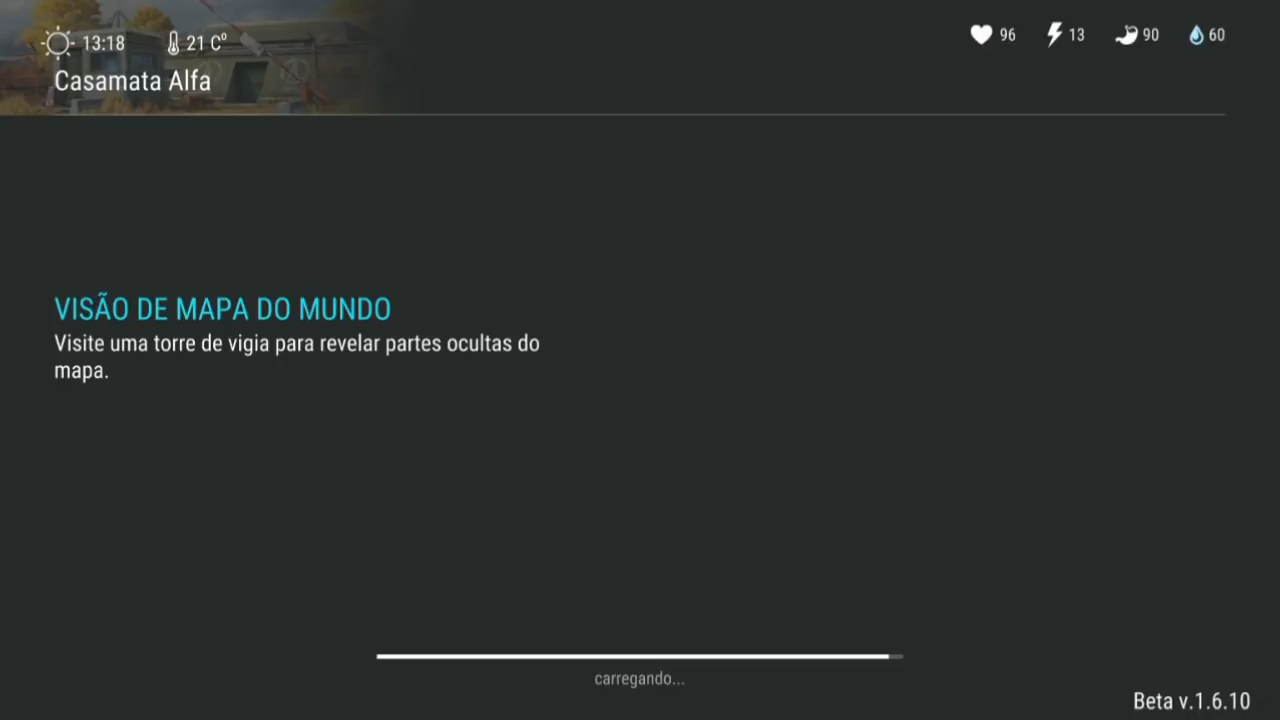 13:18 21 Cº
96 13 90 60
Casamata Alfa
VISÃO DE MAPA DO MUNDO
Visite uma torre de vigia para revelar partes ocultas do
mapa.
carregando...
Beta v.1.6.10